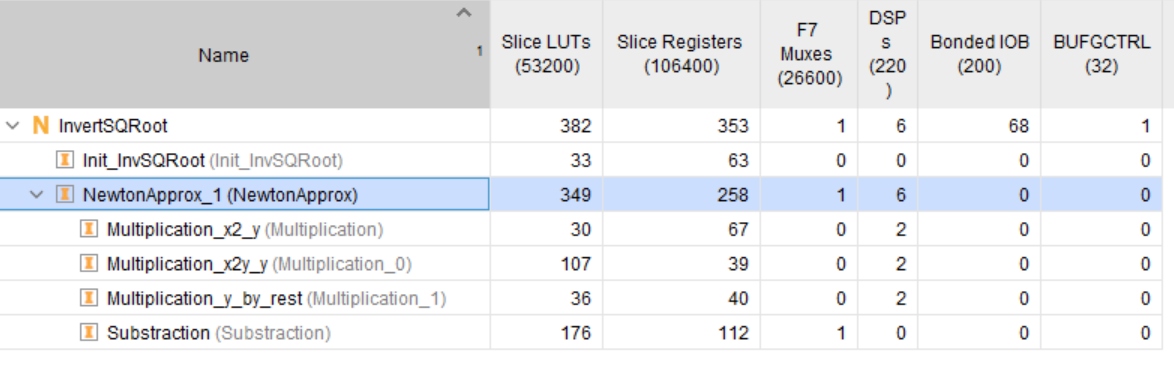 Name 1 Slice LUTs (53200) Slice Registers (106400) F7 Muxes (26600) DSP s (220 ) Bonded IOB (200) BUFGCTRL (32)
N InvertSQRoot 382 353 1 6 68 1
I Init_InvSQRoot (Init_InvSQRoot) 33 63 0 0 0 0
I NewtonApprox_1 (NewtonApprox) 349 258 1 6 0 0
I Multiplication_x2_y (Multiplication) 30 67 0 2 0 0
I Multiplication_x2y_y (Multiplication_0) 107 39 0 2 0 0
I Multiplication_y_by_rest (Multiplication_1) 36 40 0 2 0 0
I Substraction (Substraction) 176 112 1 0 0 0